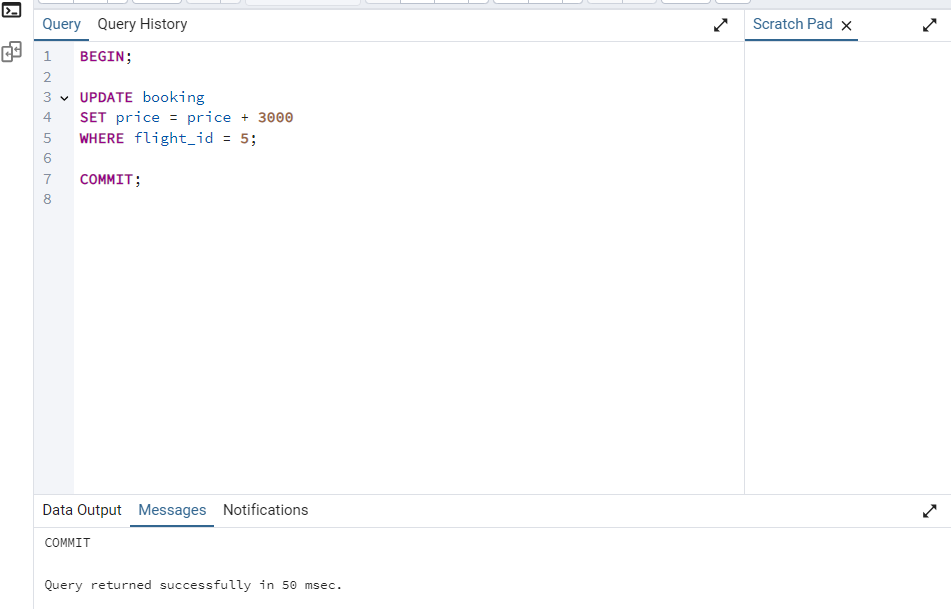 Query Query History
Scratch Pad
1 BEGIN;
2
3 UPDATE booking
4 SET price = price + 3000
5 WHERE flight_id = 5;
6
7 COMMIT;
8
Data Output Messages Notifications
COMMIT
Query returned successfully in 50 msec.